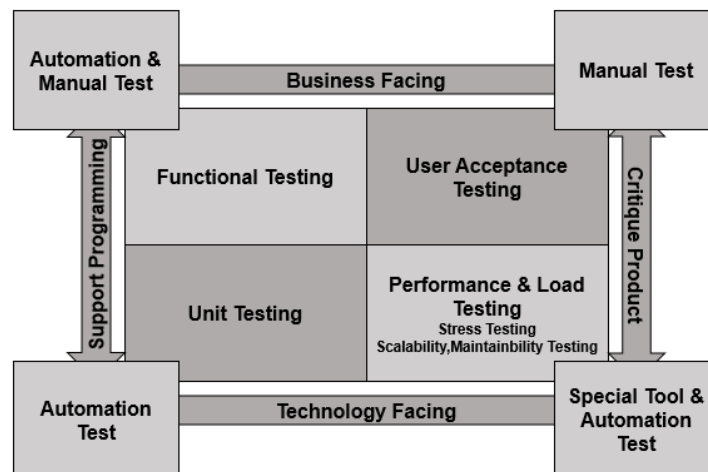 Automation &
Manual Test
Business Facing
Manual Test
Functional Testing
User Acceptance
Testing
Support Programming
Critique Product
Unit Testing
Performance & Load
Testing
Stress Testing
Scalability,Maintainbility Testing
Automation
Test
Technology Facing
Special Tool &
Automation
Test